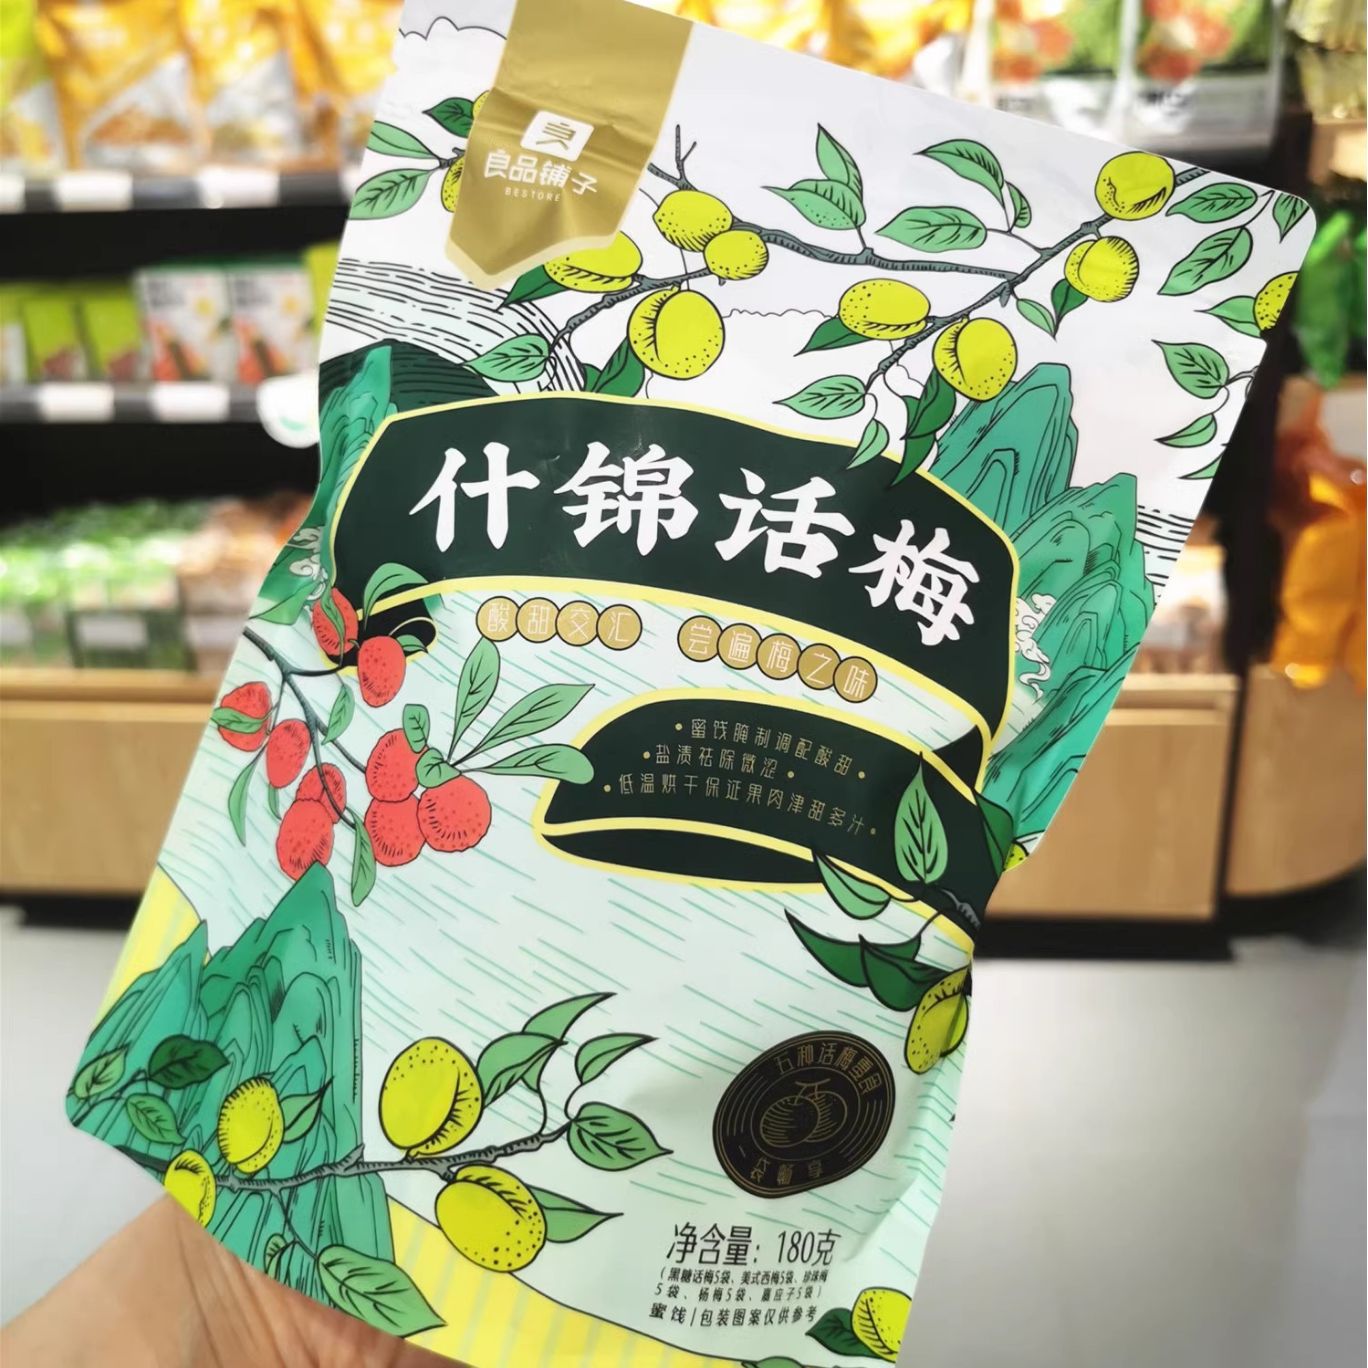 良品铺子
BESTORE
什锦话梅
酸甜交汇 尝遍梅之味
•蜜饯腌制调配酸甜•
•盐渍祛除微涩•
•低温烘干保证果肉津甜多汁•
五种话梅零食
一袋畅享
净含量：180克
（黑糖话梅5袋、美式西梅5袋、珍珠梅
5袋、杨梅5袋、嘉应子5袋）
蜜饯|包装图案仅供参考